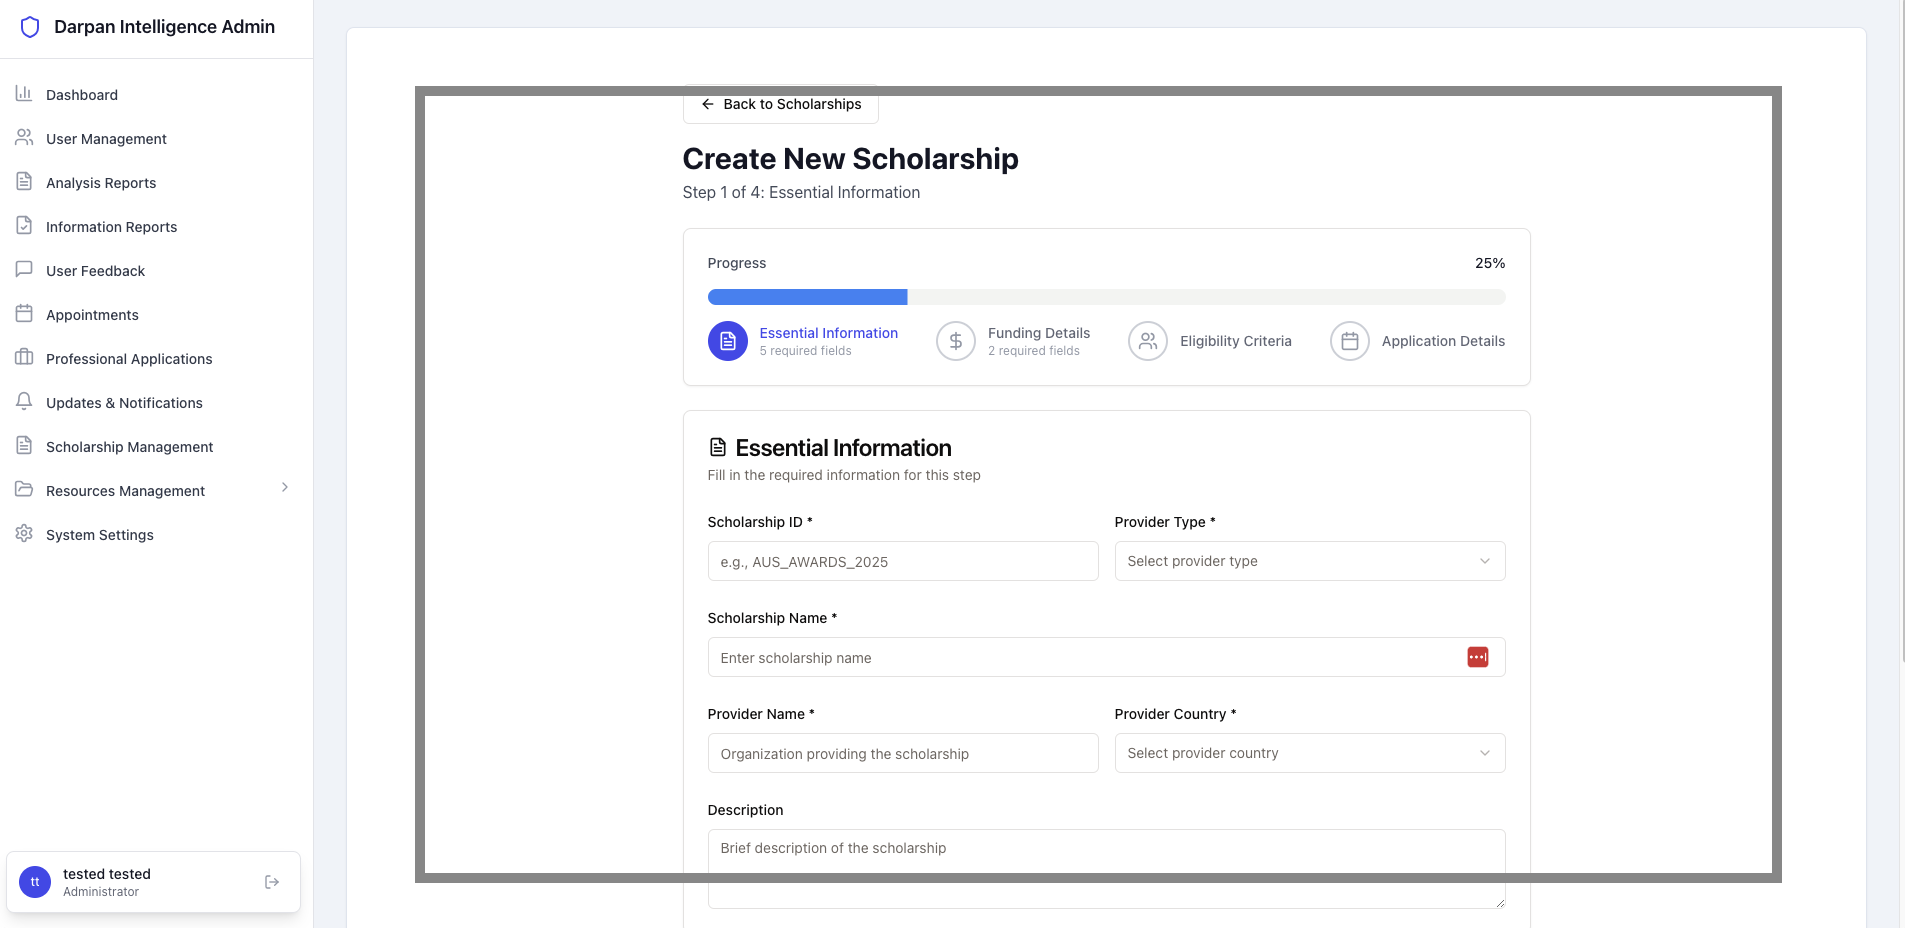 Darpan Intelligence Admin
Dashboard
User Management
Analysis Reports
Information Reports
User Feedback
Appointments
Professional Applications
Updates & Notifications
Scholarship Management
Resources Management
System Settings
tt
tested tested
Administrator
Back to Scholarships
Create New Scholarship
Step 1 of 4: Essential Information
Progress
25%
Essential Information
5 required fields
Funding Details
2 required fields
Eligibility Criteria
Application Details
Essential Information
Fill in the required information for this step
Scholarship ID *
e.g., AUS_AWARDS_2025
Provider Type *
Select provider type
Scholarship Name *
Enter scholarship name
Provider Name *
Organization providing the scholarship
Provider Country *
Select provider country
Description
Brief description of the scholarship